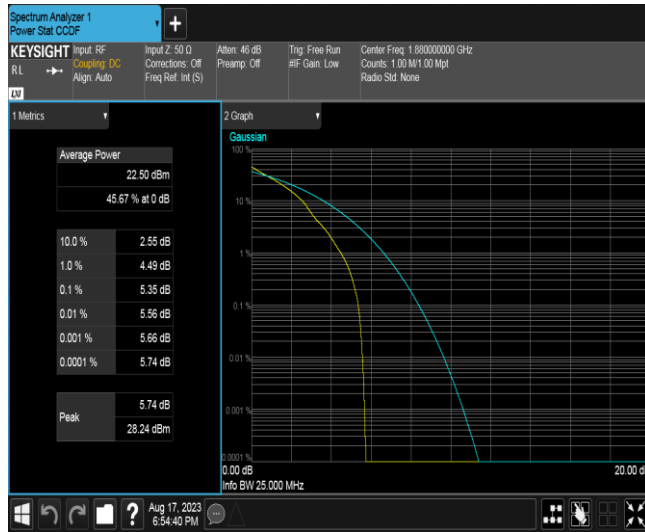 Spectrum Analyzer 1
Power Stat CCDF
+
KEYSIGHT
RL
LXI
Input: RF
Coupling: DC
Align: Auto
Input Z: 50 Ω
Corrections: Off
Freq Ref: Int (S)
Atten: 46 dB
Preamp: Off
Trig: Free Run
#IF Gain: Low
Center Freq: 1.880000000 GHz
Counts: 1.00 M/1.00 Mpt
Radio Std: None
1 Metrics
Average Power
22.50 dBm
45.67 % at 0 dB
10.0 % 2.55 dB
1.0 % 4.49 dB
0.1 % 5.35 dB
0.01 % 5.56 dB
0.001 % 5.66 dB
0.0001 % 5.74 dB
Peak
5.74 dB
28.24 dBm
2 Graph
Gaussian
100 %
10 %
1 %
0.1 %
0.01 %
0.001 %
0.0001 %
0.00 dB
20.00 d
Info BW 25.000 MHz
?
Aug 17, 2023
6:54:40 PM